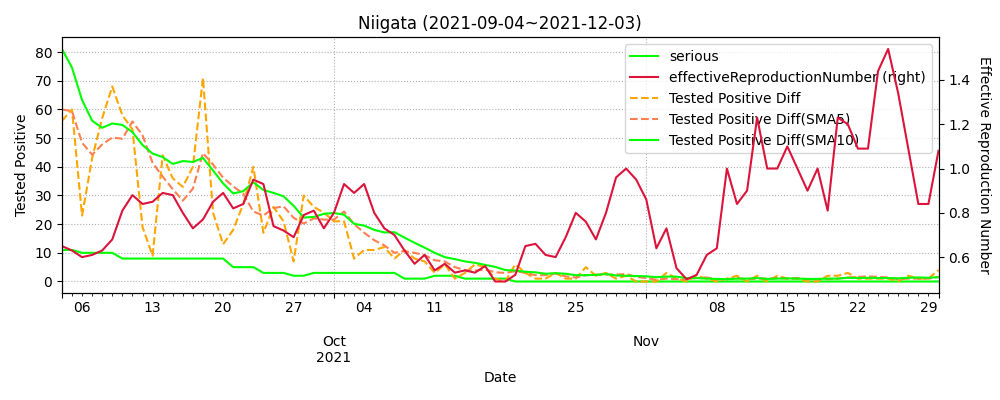 Niigata (2021-09-04~2021-12-03)
80
70
60
50
40
30
20
10
0
Tested Positive
serious
effectiveReproductionNumber (right)
Tested Positive Diff
Tested Positive Diff(SMA5)
Tested Positive Diff(SMA10)
1.4
1.2
1.0
0.8
0.6
Effective Reproduction Number
06 13 20 27 04 11 18 25 08 15 22 29
Oct Nov
2021
Date